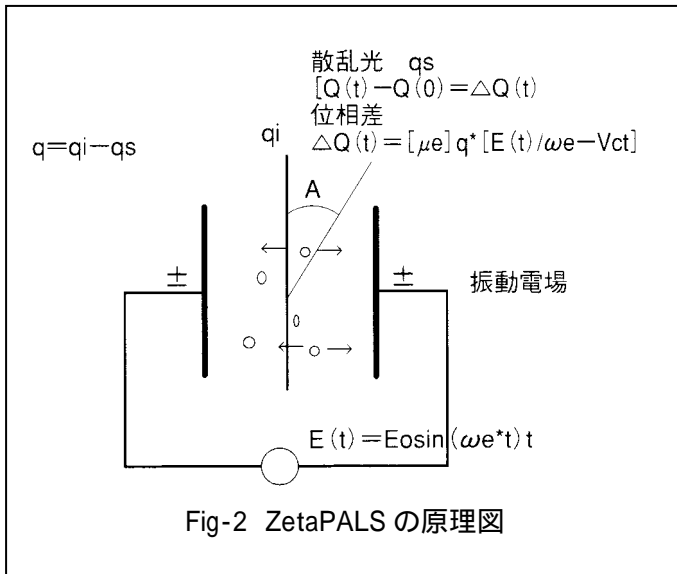 散乱光 qs
[Q(t)−Q(0)=△Q(t)
位相差
△Q(t)=[μe]q*[E(t)/ωe−Vct]
qi
q=qi−qs
A
± ±
振動電場
E(t)=Eosin(ωe*t)t
Fig-2 ZetaPALS の原理図